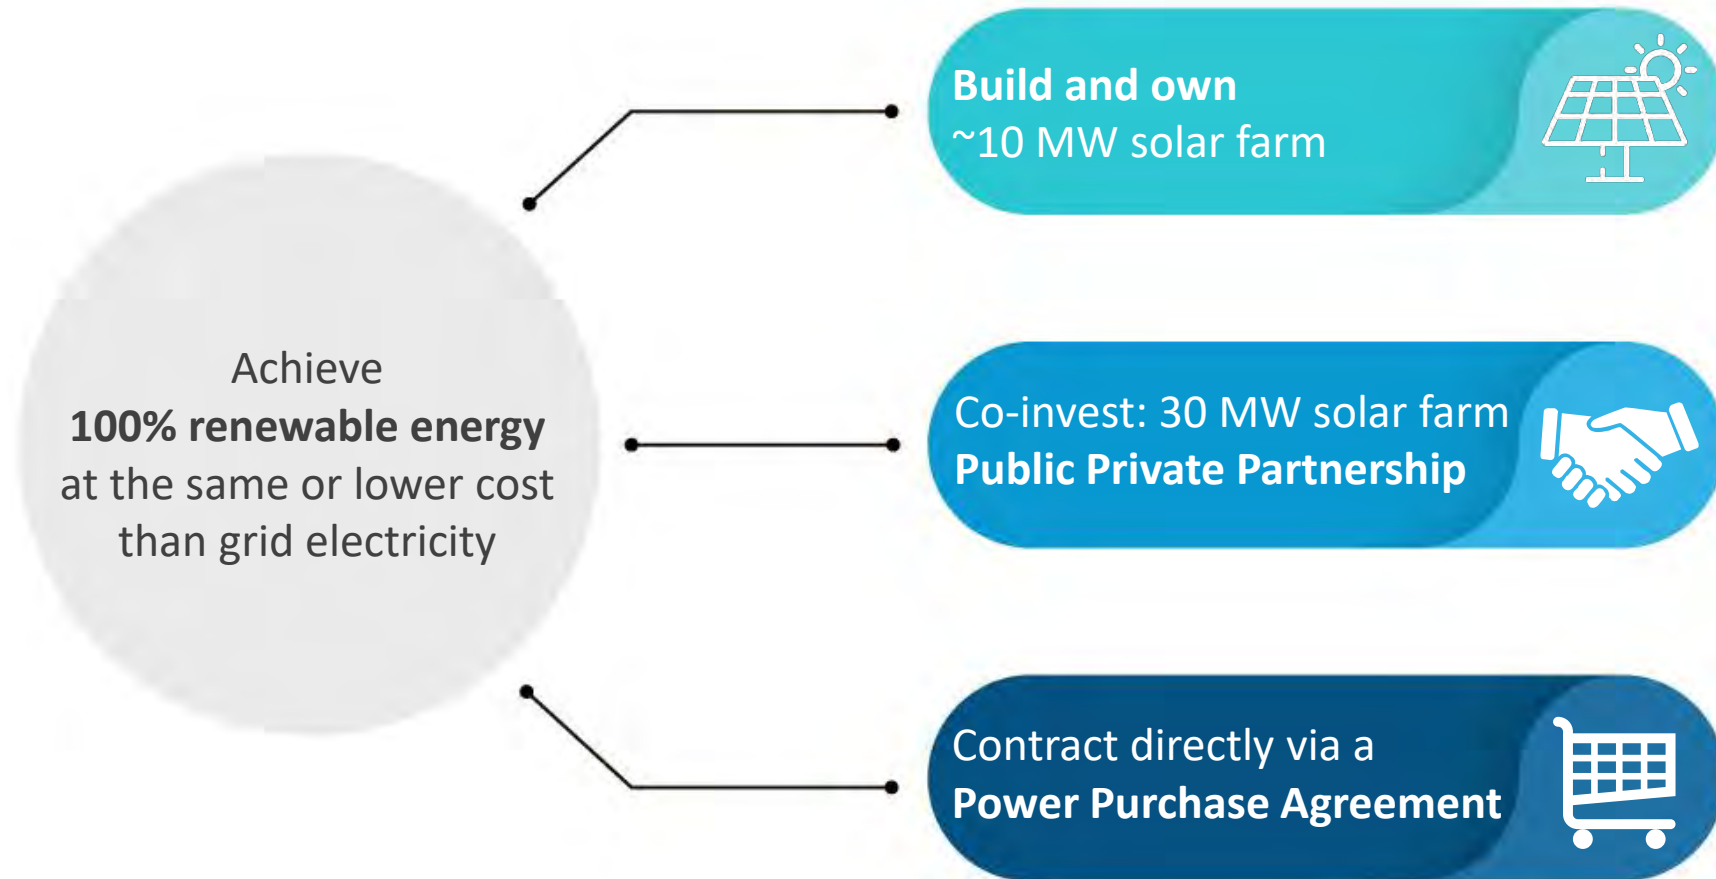 Achieve
100% renewable energy
at the same or lower cost
than grid electricity
Build and own
~10 MW solar farm
Co-invest: 30 MW solar farm
Public Private Partnership
Contract directly via a
Power Purchase Agreement